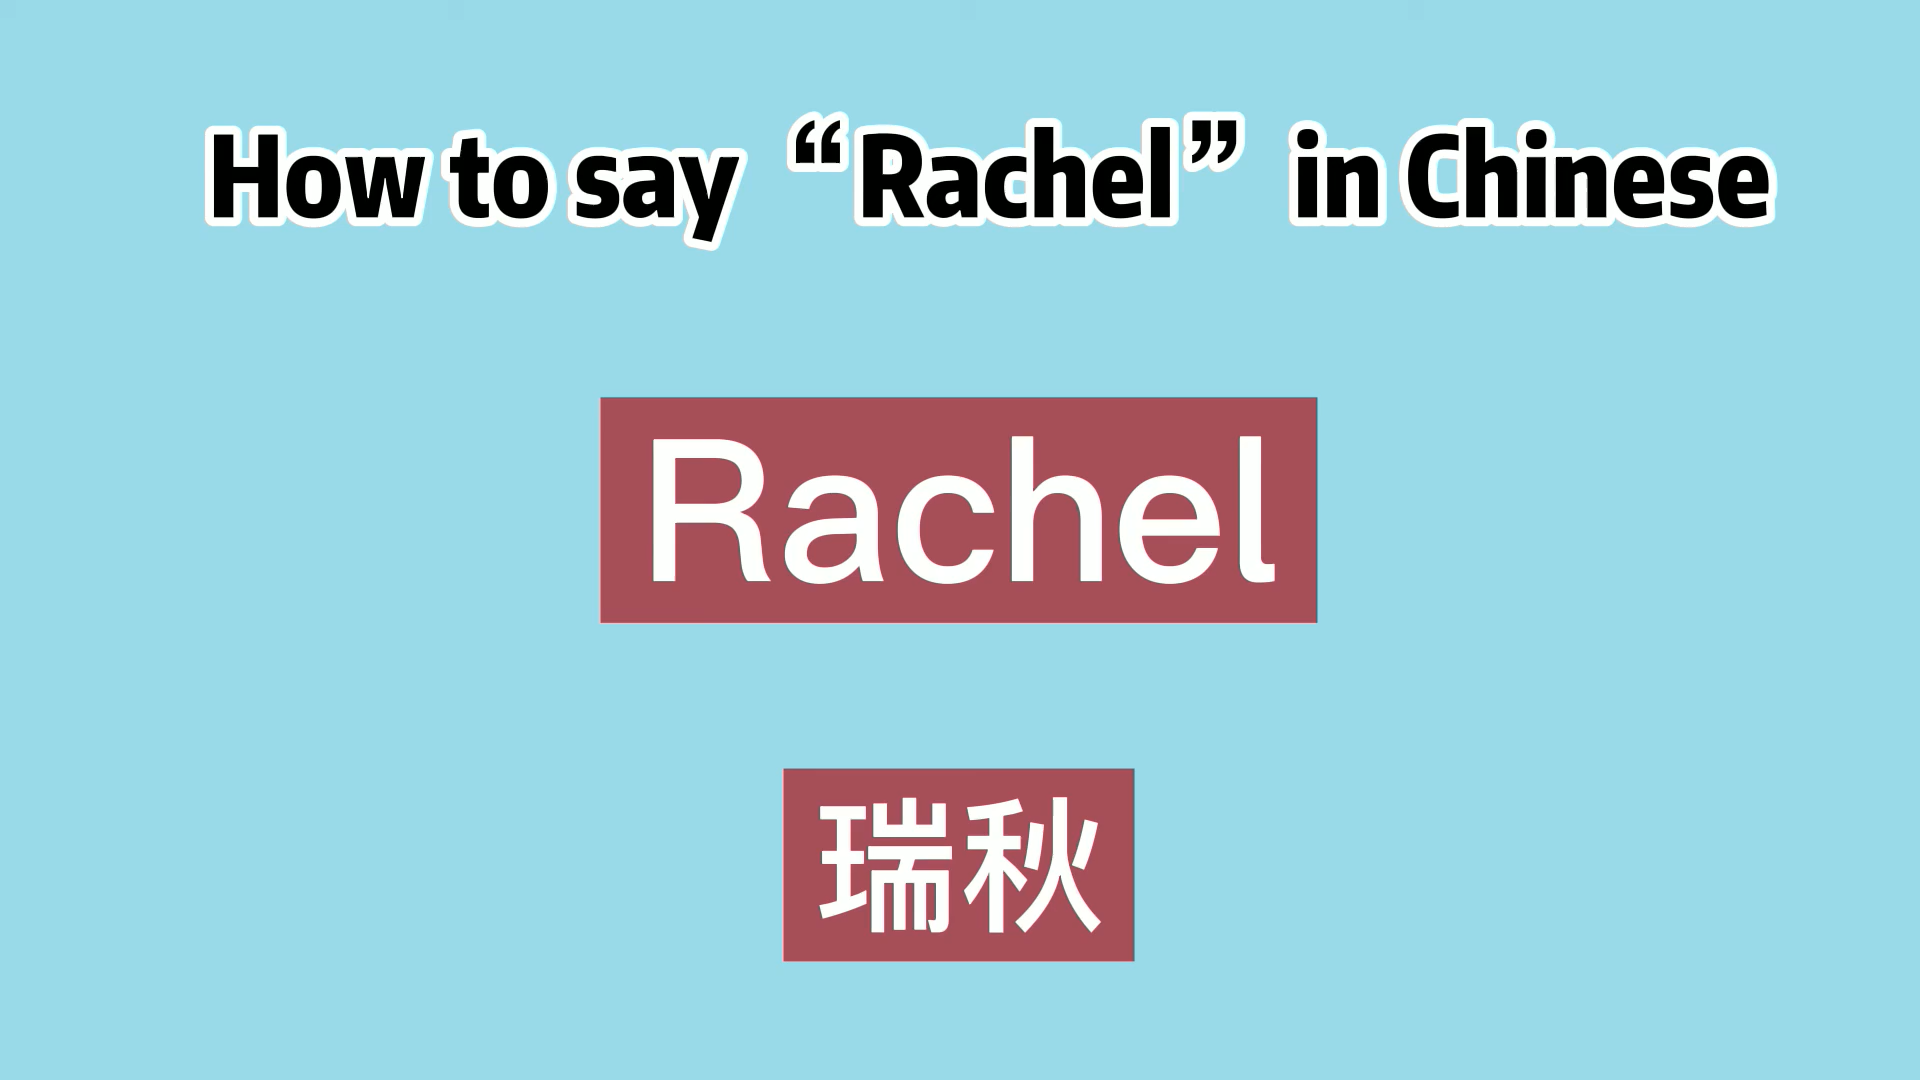 How to say “Rachel” in Chinese
Rachel
瑞秋